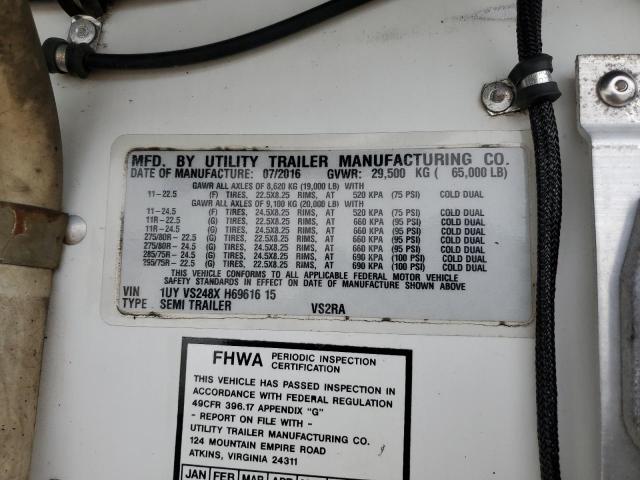 MFD. BY UTILITY TRAILER MANUFACTURING CO.
DATE OF MANUFACTURE: 07/2016 GVWR: 29,500 KG ( 65,000 LB)
GAWR ALL AXLES OF 8,620 KG (19,000 LB) WITH
11-22.5 (F) TIRES, 22.5X8.25 RIMS, AT 520 KPA (75 PSI) COLD DUAL
GAWR ALL AXLES OF 9,100 KG (20,000 LB) WITH
11-24.5 (F) TIRES, 24.5X8.25 RIMS, AT 520 KPA (75 PSI) COLD DUAL
11R-22.5 (G) TIRES, 22.5X8.25 RIMS, AT 660 KPA (95 PSI) COLD DUAL
11R-24.5 (G) TIRES, 24.5X8.25 RIMS, AT 660 KPA (95 PSI) COLD DUAL
275/80R-22.5 (G) TIRES, 22.5X8.25 RIMS, AT 660 KPA (95 PSI) COLD DUAL
275/80R-24.5 (G) TIRES, 24.5X8.25 RIMS, AT 660 KPA (95 PSI) COLD DUAL
285/75R-24.5 (G) TIRES, 24.5X8.25 RIMS, AT 690 KPA (100 PSI) COLD DUAL
295/75R-22.5 (G) TIRES, 22.5X8.25 RIMS, AT 690 KPA (100 PSI) COLD DUAL
THIS VEHICLE CONFORMS TO ALL APPLICABLE FEDERAL MOTOR VEHICLE
SAFETY STANDARDS IN EFFECT ON DATE OF MANUFACTURE SHOWN ABOVE
VIN 1UY VS248X H69616 15
TYPE SEMI TRAILER VS2RA
FHWA PERIODIC INSPECTION
CERTIFICATION
THIS VEHICLE HAS PASSED INSPECTION IN
ACCORDANCE WITH FEDERAL REGULATION
49CFR 396.17 APPENDIX "G"
- REPORT ON FILE WITH -
UTILITY TRAILER MANUFACTURING CO.
124 MOUNTAIN EMPIRE ROAD
ATKINS, VIRGINIA 24311
JAN FEB MAR APR